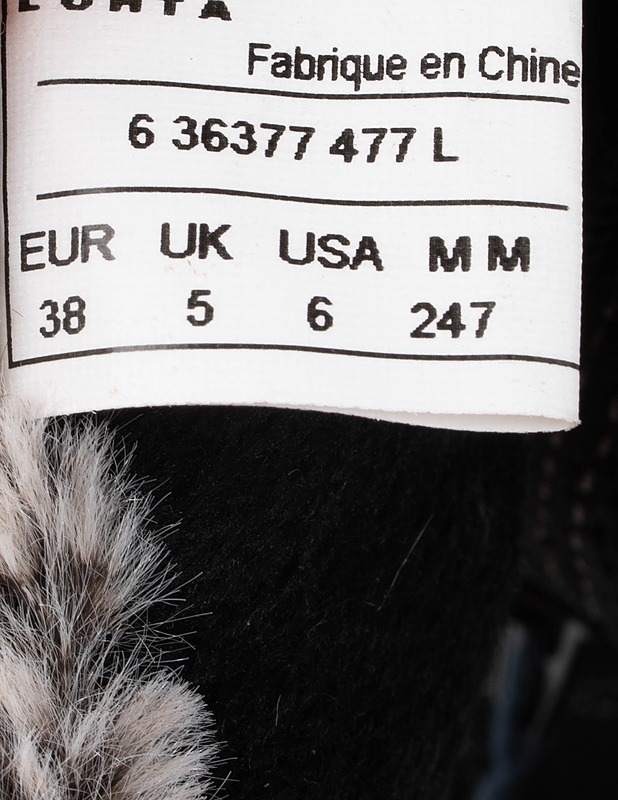 Fabrique en Chine
6 36377 477 L
EUR UK USA MM
38 5 6 247